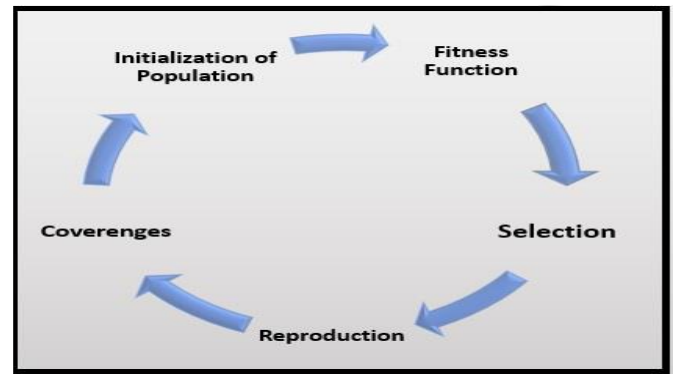 Initialization of
Population
Fitness
Function
Selection
Reproduction
Coverenges